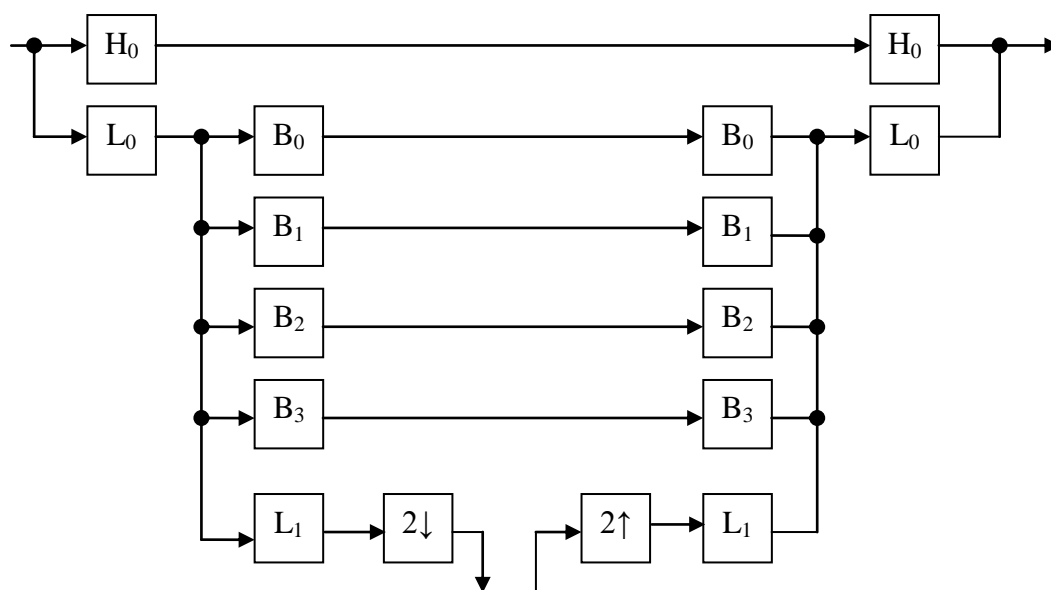 H₀ H₀
L₀ B₀ B₀ L₀
B₁ B₁
B₂ B₂
B₃ B₃
L₁ 2↓ 2↑ L₁